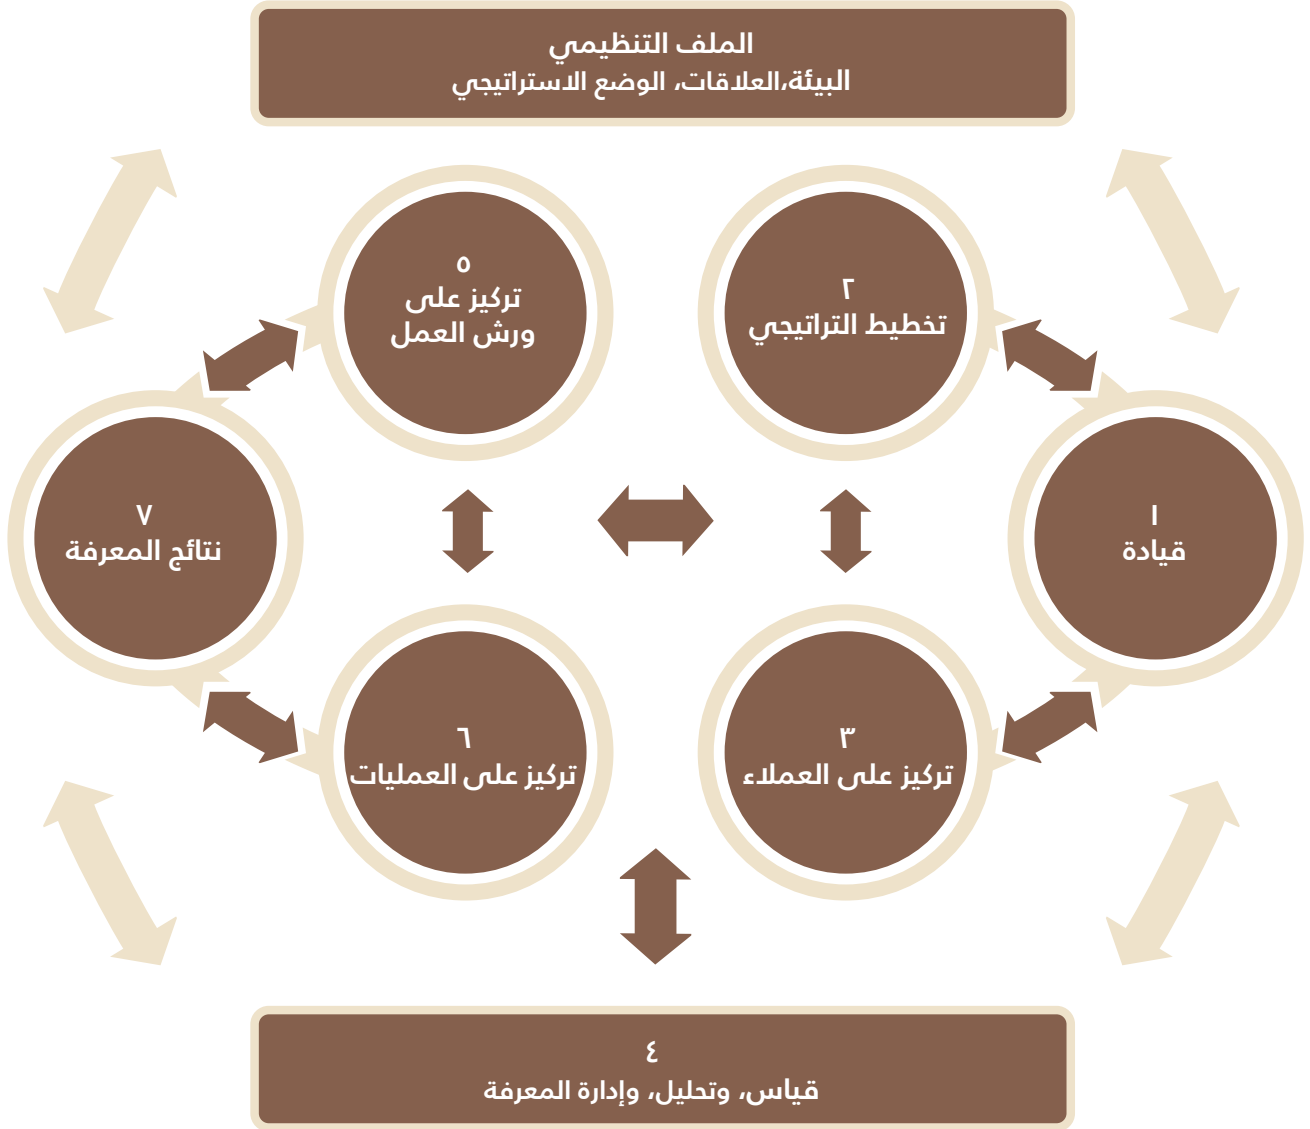 الملف التنظيمي
البيئة،العلاقات، الوضع الاستراتيجي
١
قيادة
٢
تخطيط التراتيجي
٣
تركيز على العملاء
٥
تركيز على
ورش العمل
٦
تركيز على العمليات
٧
نتائج المعرفة
٤
قياس، وتحليل، وإدارة المعرفة